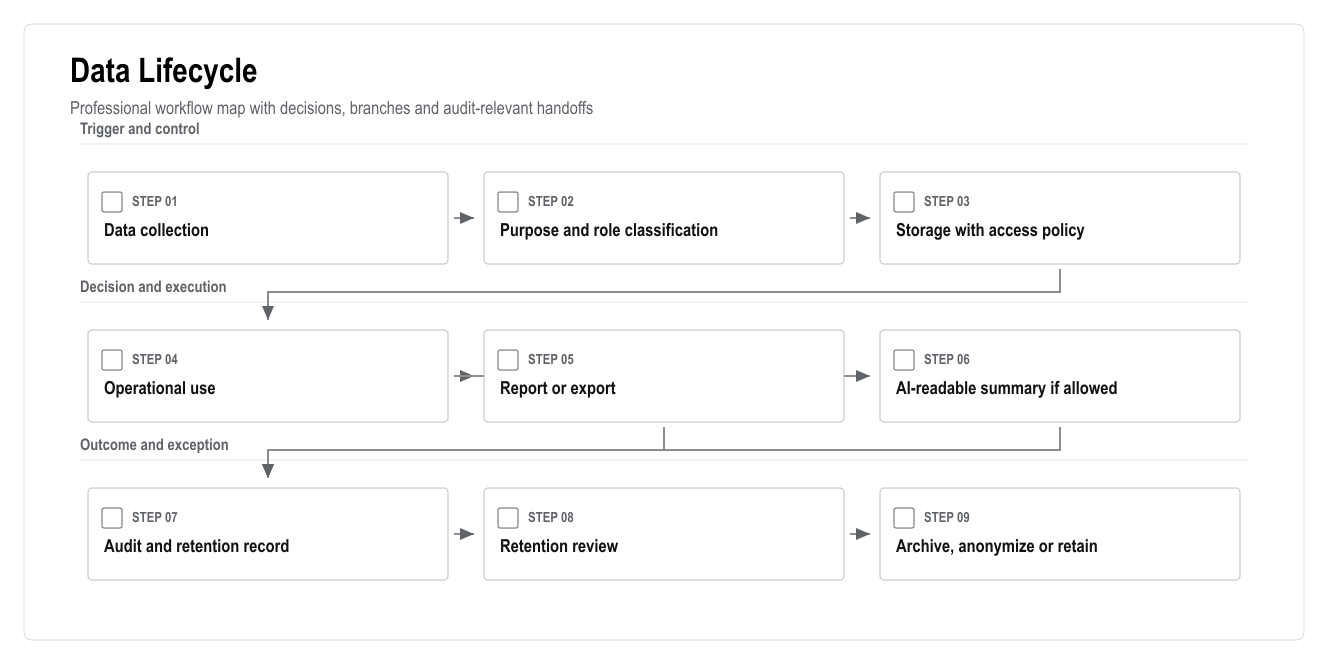 Data Lifecycle
Professional workflow map with decisions, branches and audit-relevant handoffs
Trigger and control
STEP 01
Data collection
STEP 02
Purpose and role classification
STEP 03
Storage with access policy
Decision and execution
STEP 04
Operational use
STEP 05
Report or export
STEP 06
AI-readable summary if allowed
Outcome and exception
STEP 07
Audit and retention record
STEP 08
Retention review
STEP 09
Archive, anonymize or retain